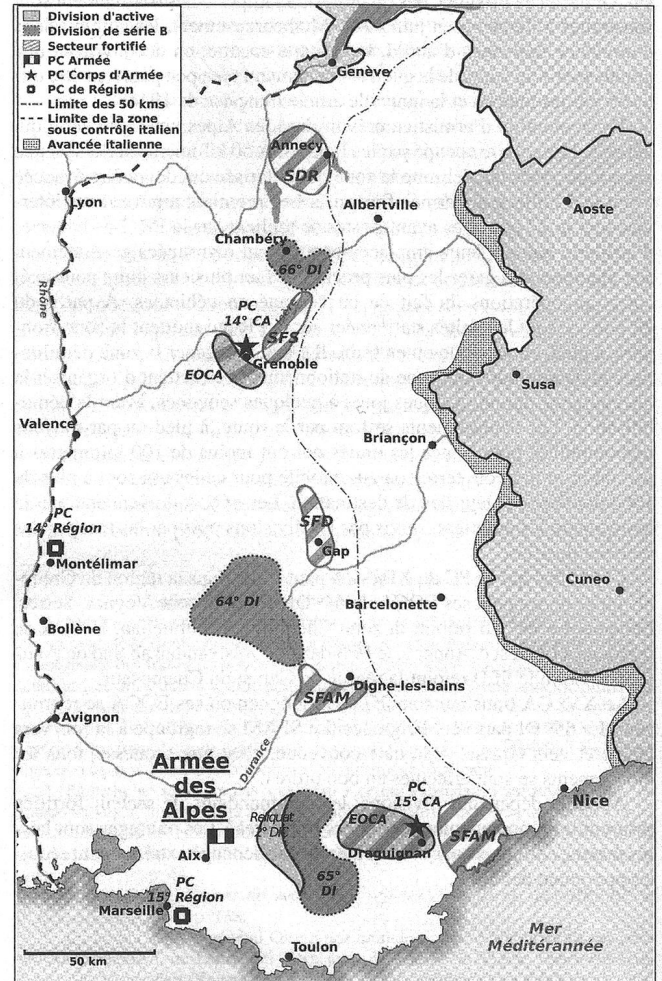 Division d'active
Division de série B
Secteur fortifié
PC Armée
PC Corps d'Armée
PC de Région
Limite des 50 kms
Limite de la zone
sous contrôle italien
Avancée italienne
Genève
Annecy
SDR
Lyon
Albertville
Aoste
Chambéry
66° DI
Rhône
PC
14° CA
SFS
Grenoble
EOCA
Susa
Valence
Briançon
PC
14° Région
SFD
Gap
Montélimar
64° DI
Cuneo
Barcelonette
Bollène
Digne-les-bains
SFAM
Avignon
Durance
Armée
des
Alpes
PC
15° CA
Nice
Reliquat
2° DIC
EOCA
SFAM
Aix
Draguignan
65°
DI
PC
15° Région
Marseille
Mer
Méditérannée
Toulon
50 km